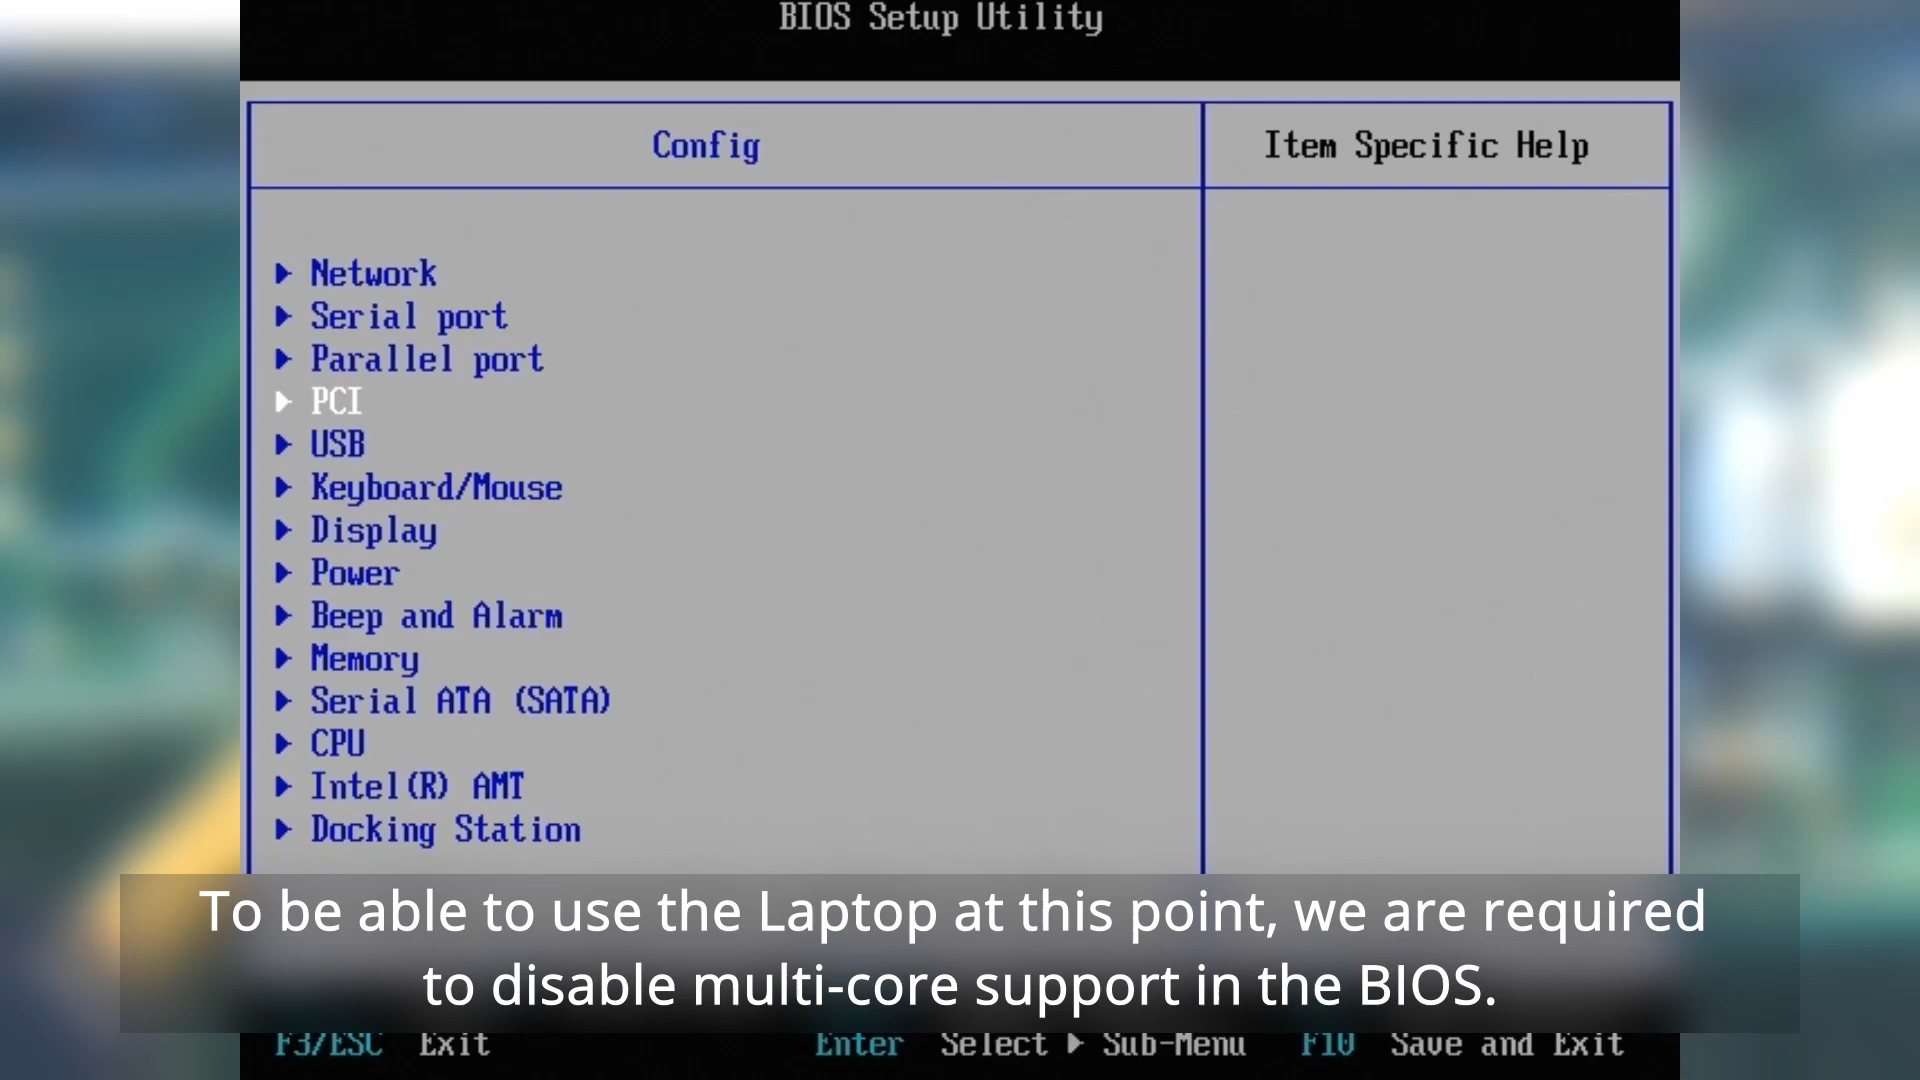 BIOS Setup Utility
Config
Item Specific Help
Network
Serial port
Parallel port
PCI
USB
Keyboard/Mouse
Display
Power
Beep and Alarm
Memory
Serial ATA (SATA)
CPU
Intel(R) AMT
Docking Station
To be able to use the Laptop at this point, we are required
to disable multi-core support in the BIOS.
F3/ESC Exit Enter Select ▶ Sub-Menu F10 Save and Exit